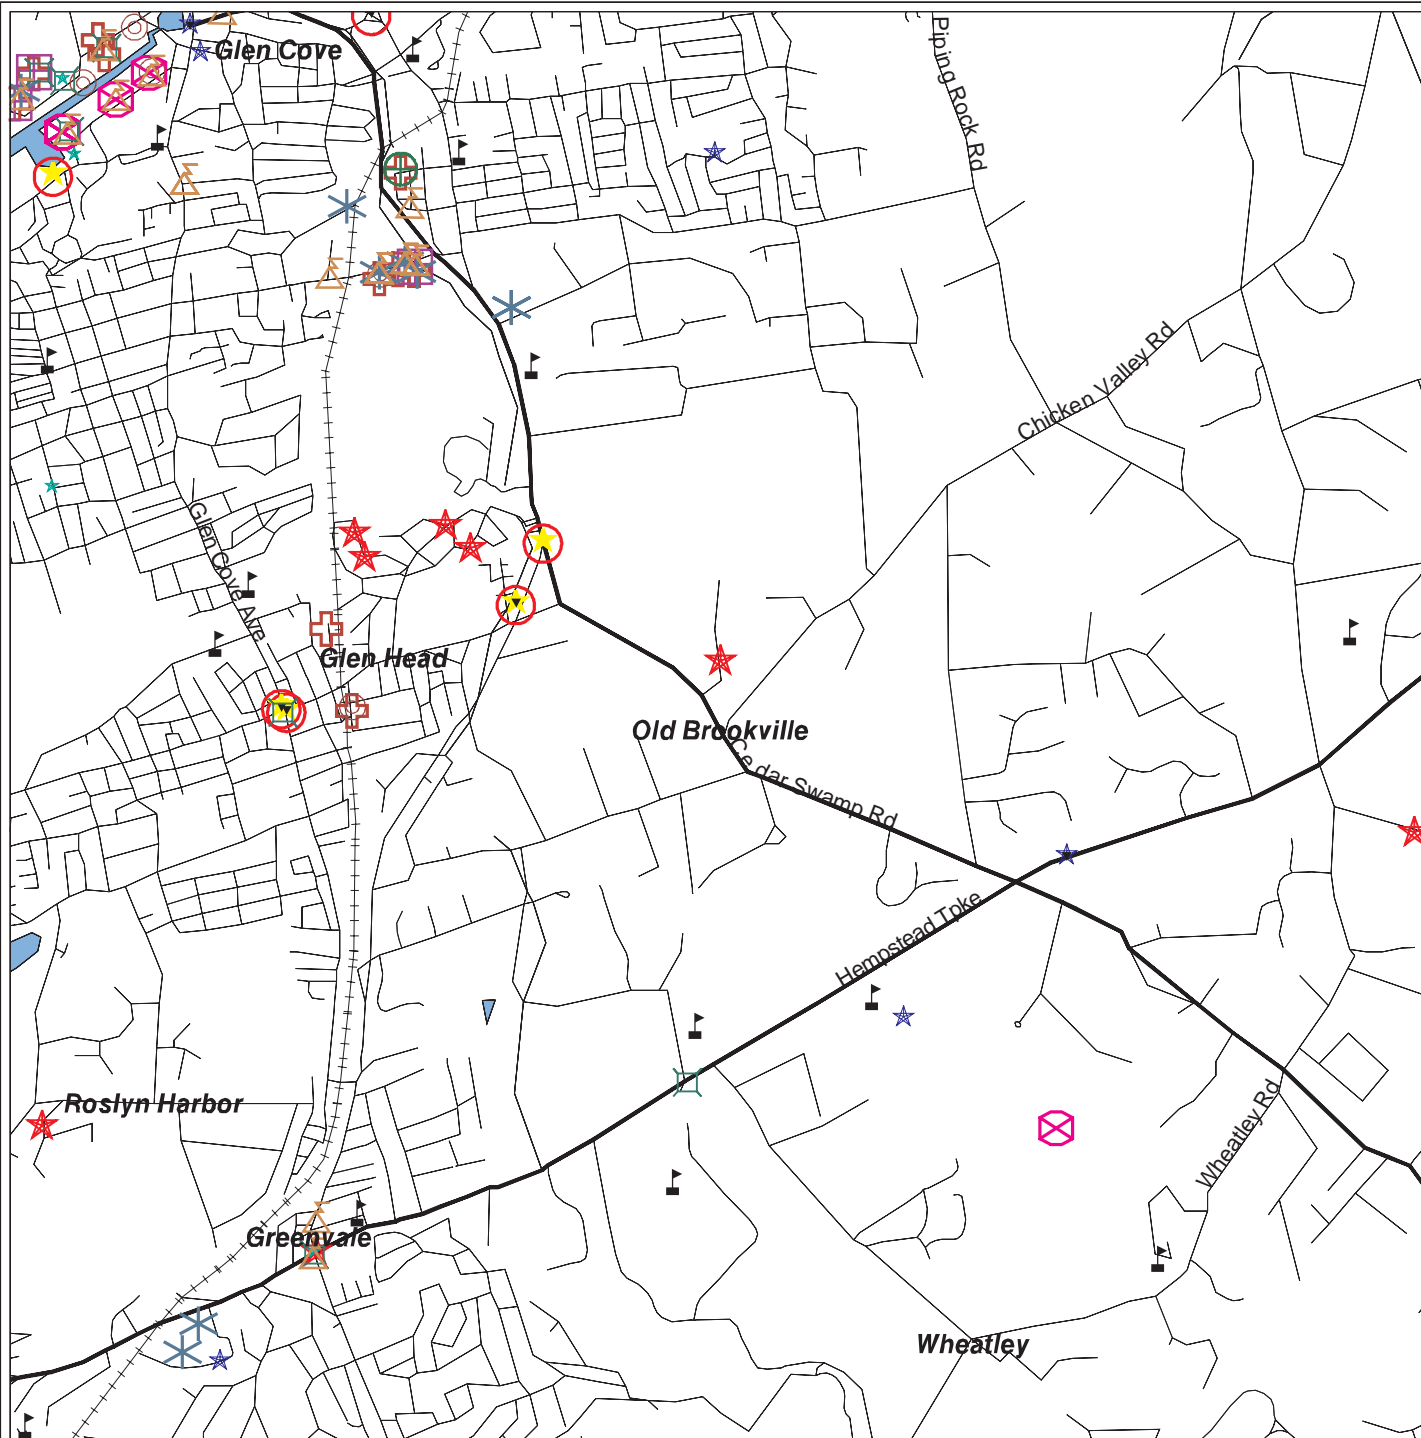 Glen Cove
Piping Rock Rd
Chicken Valley Rd
Glen Cove Ave
Glen Head
Old Brookville
Cedar Swamp Rd
Hempstead Tpke
Roslyn Harbor
Wheatley Rd
Greenvale
Wheatley